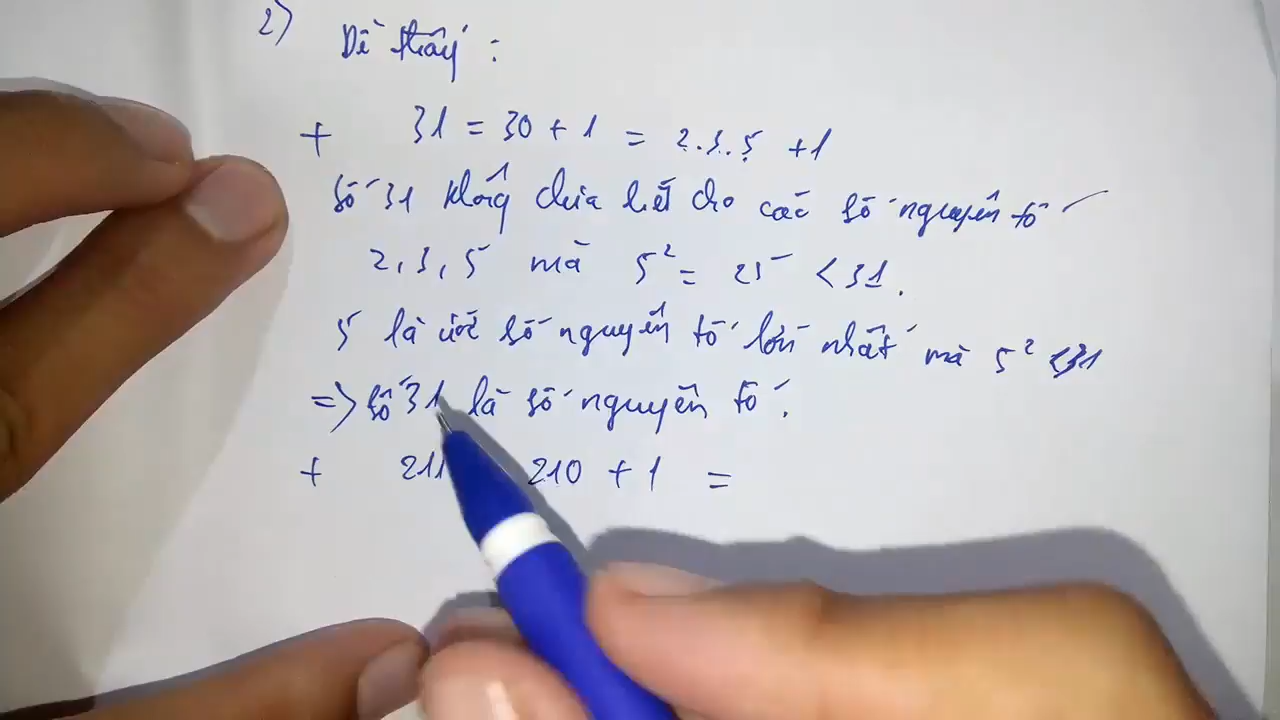 2) Dễ thấy :
+ 31 = 30 + 1 = 2.3.5 + 1
Số 31 không chia hết cho các số nguyên tố
2, 3, 5 mà 5² = 25 < 31.
5 là ước số nguyên tố lớn nhất mà 5² < 31
=> số 31 là số nguyên tố.
+ 211 210 + 1 =